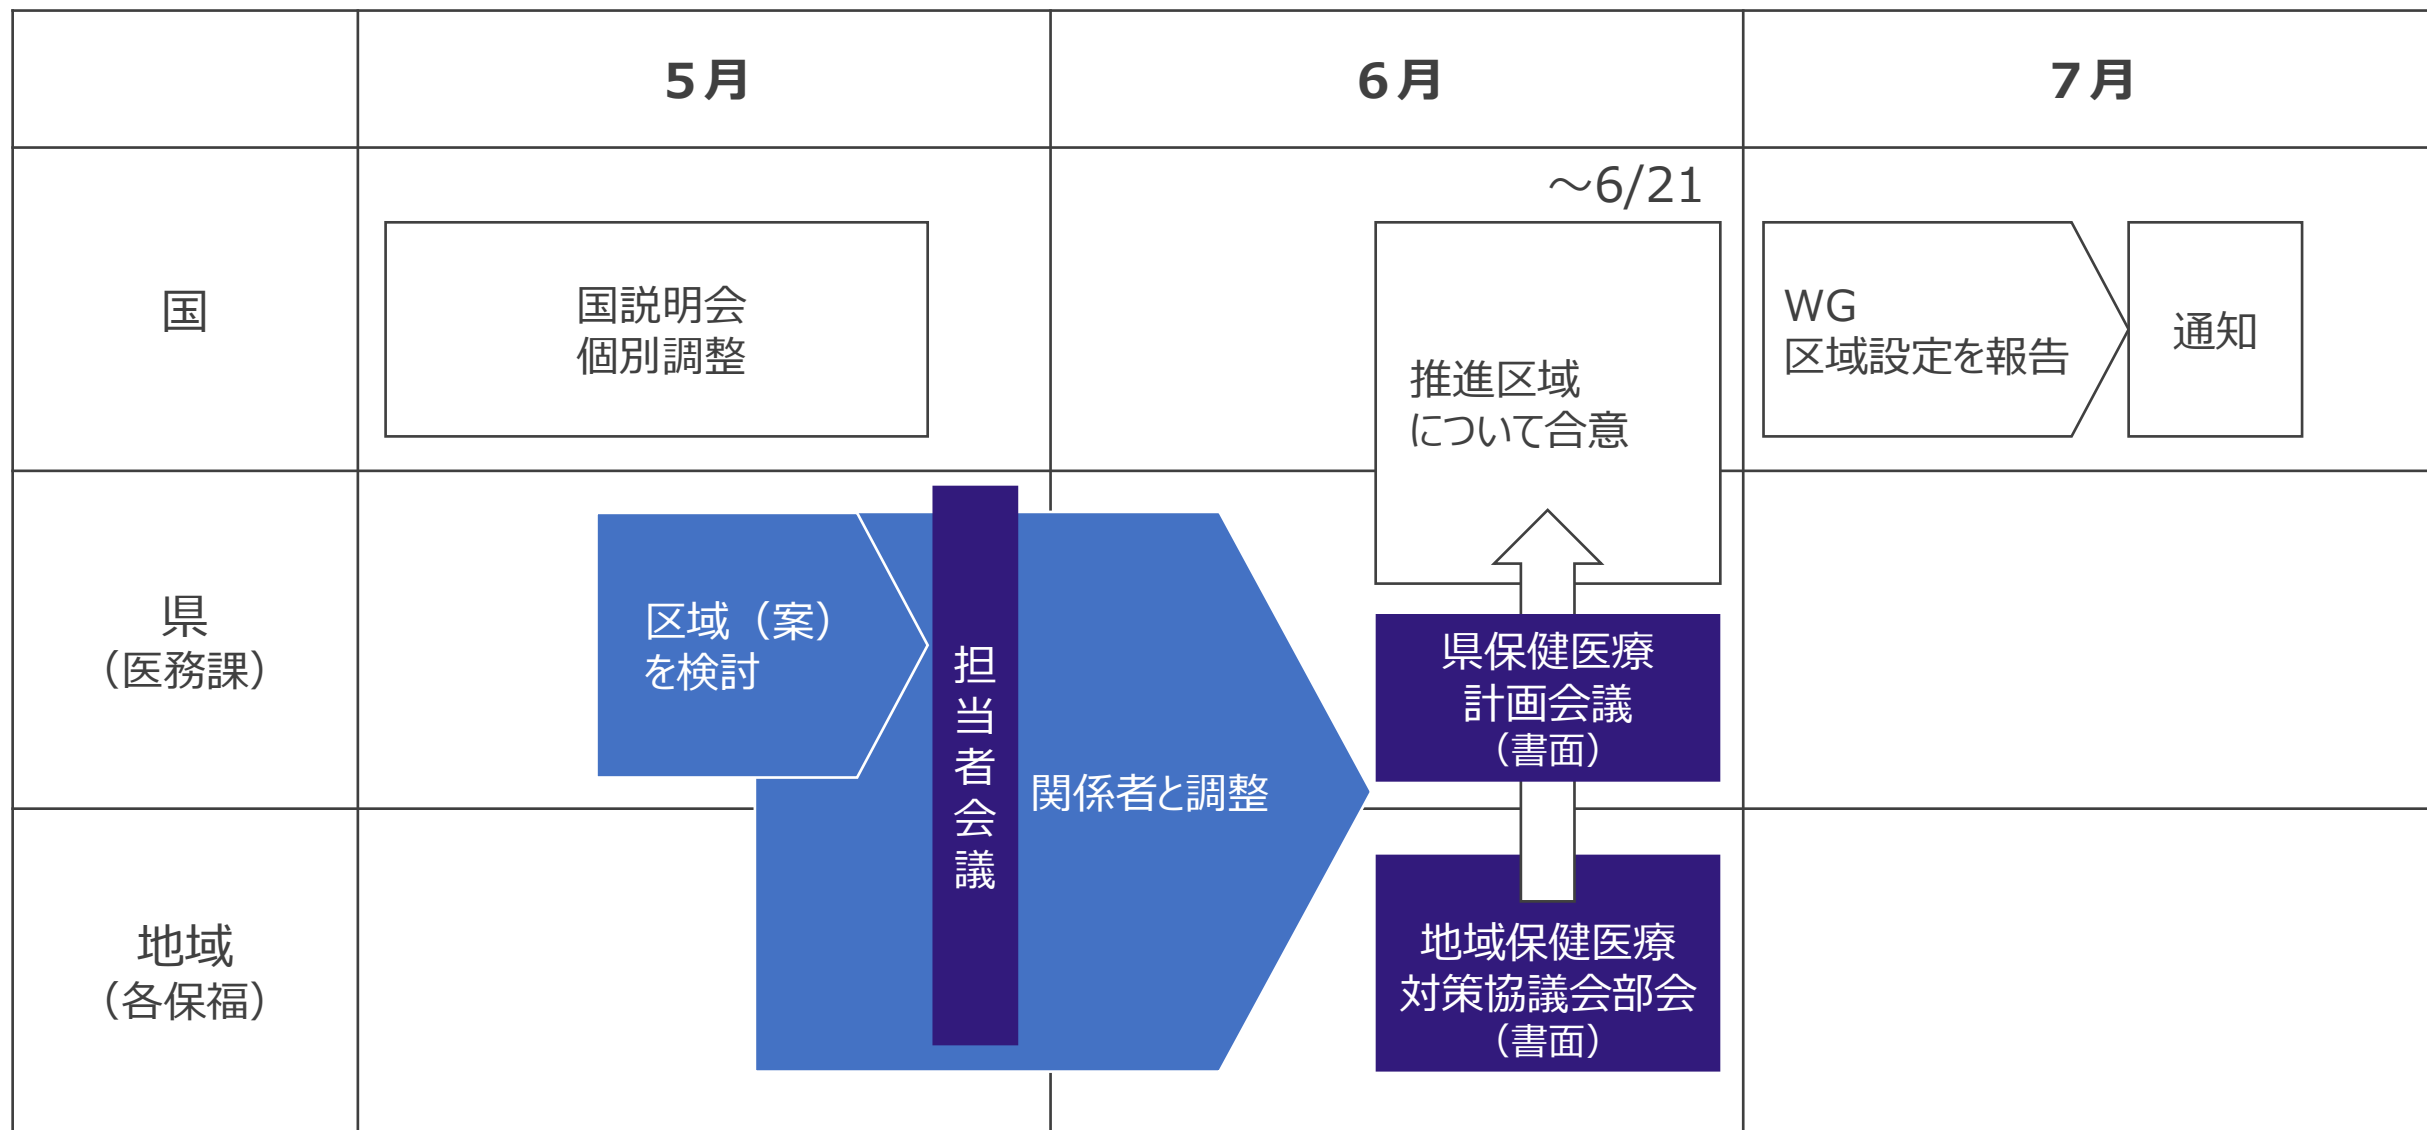 ５月
６月
７月
国
～6/21
国説明会
個別調整
推進区域
について合意
WG
区域設定を報告
通知
県
（医務課）
区域（案）
を検討
担当者会議
関係者と調整
県保健医療
計画会議
（書面）
地域
（各保福）
地域保健医療
対策協議会部会
（書面）